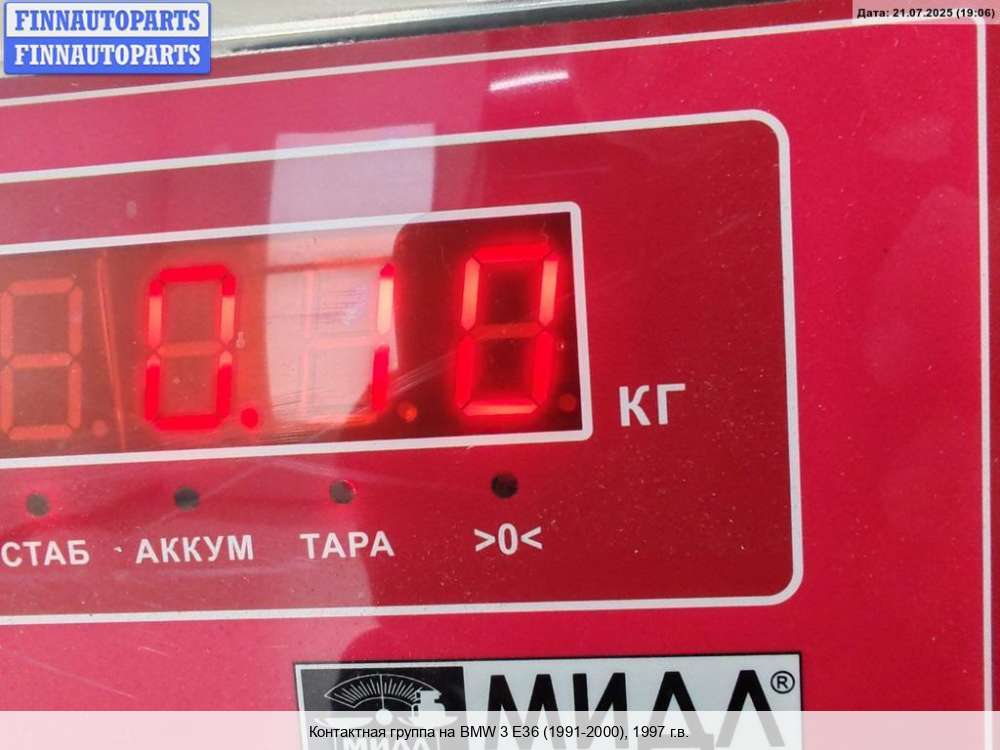 FINNAUTOPARTS
FINNAUTOPARTS
Дата: 21.07.2025 (19:06)
0.10
КГ
СТАБ АККУМ ТАРА >0<
МИДЛ®
МИДЛ
Контактная группа на BMW 3 E36 (1991-2000), 1997 г.в.